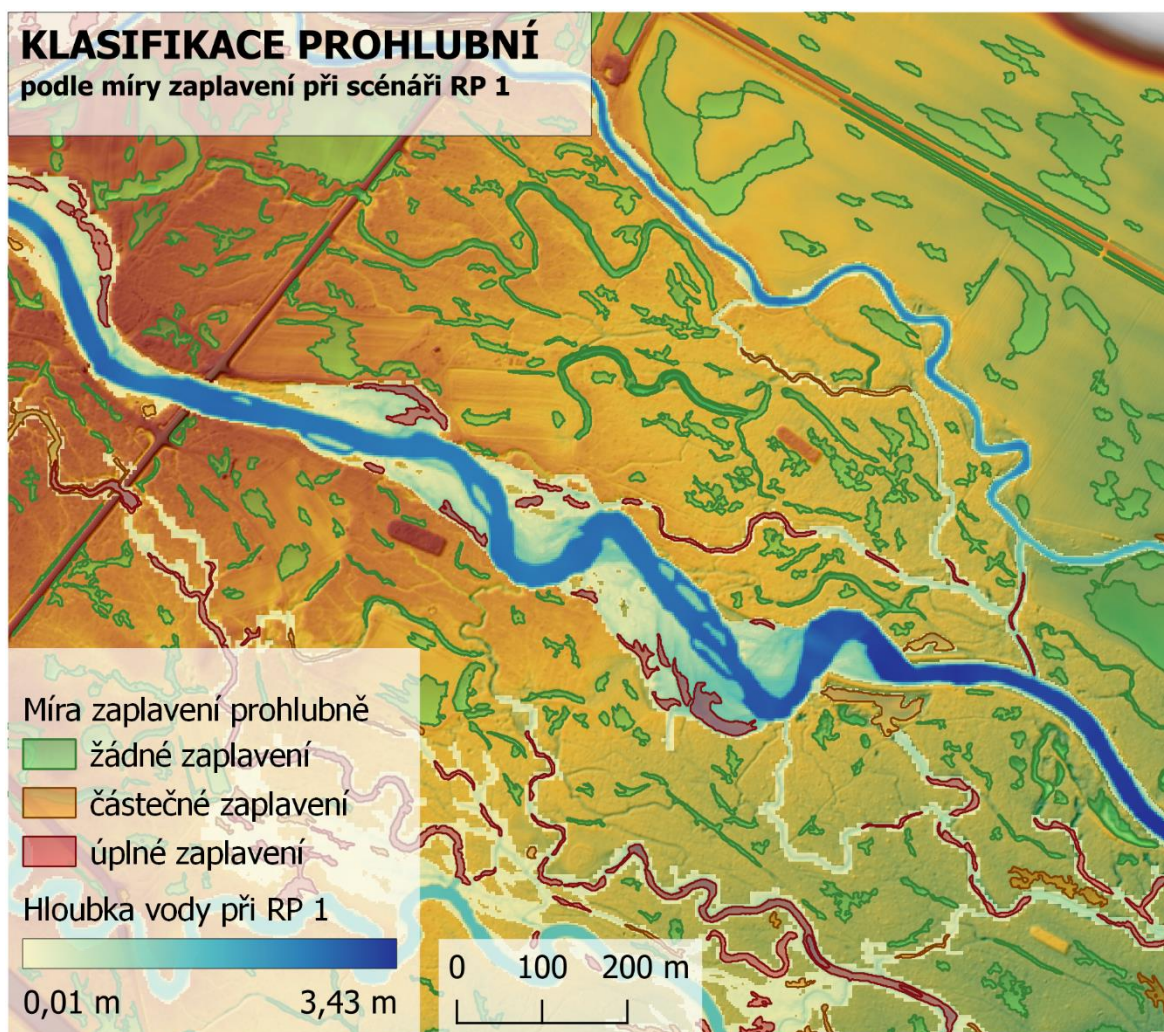 KLASIFIKACE PROHLUBNÍ
podle míry zaplavení při scénáři RP 1
Míra zaplavení prohlubně
žádné zaplavení
částečné zaplavení
úplné zaplavení
Hloubka vody při RP 1
0,01 m 3,43 m
0 100 200 m